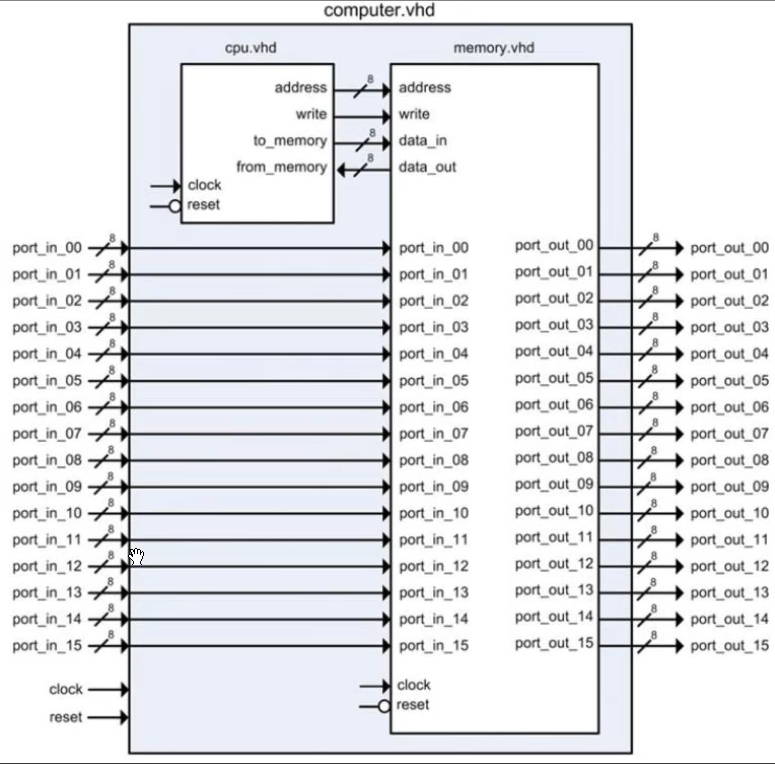 computer.vhd
cpu.vhd
memory.vhd
address 8 address
write write
to_memory 8 data_in
from_memory 8 data_out
clock
reset
port_in_00 8 port_in_00 port_out_00 8 port_out_00
port_in_01 8 port_in_01 port_out_01 8 port_out_01
port_in_02 8 port_in_02 port_out_02 8 port_out_02
port_in_03 8 port_in_03 port_out_03 8 port_out_03
port_in_04 8 port_in_04 port_out_04 8 port_out_04
port_in_05 8 port_in_05 port_out_05 8 port_out_05
port_in_06 8 port_in_06 port_out_06 8 port_out_06
port_in_07 8 port_in_07 port_out_07 8 port_out_07
port_in_08 8 port_in_08 port_out_08 8 port_out_08
port_in_09 8 port_in_09 port_out_09 8 port_out_09
port_in_10 8 port_in_10 port_out_10 8 port_out_10
port_in_11 8 port_in_11 port_out_11 8 port_out_11
port_in_12 8 port_in_12 port_out_12 8 port_out_12
port_in_13 8 port_in_13 port_out_13 8 port_out_13
port_in_14 8 port_in_14 port_out_14 8 port_out_14
port_in_15 8 port_in_15 port_out_15 8 port_out_15
clock clock
reset reset